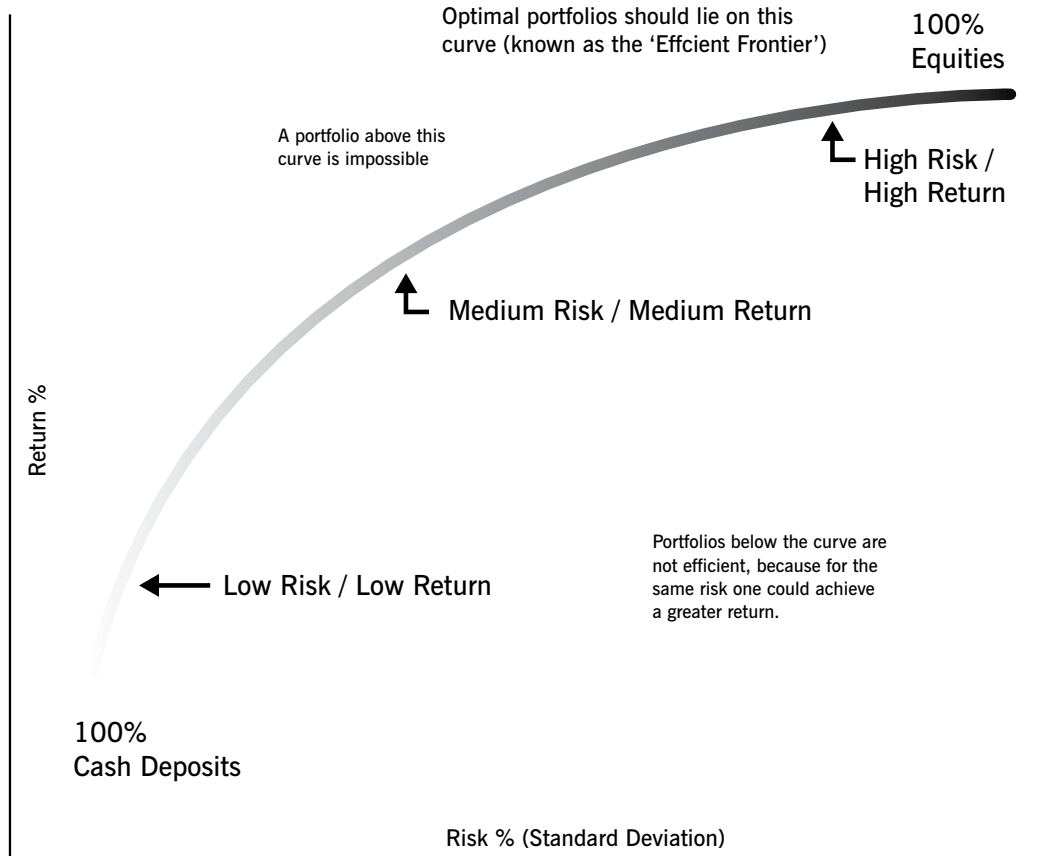 Optimal portfolios should lie on this
curve (known as the ‘Effcient Frontier’)
100%
Equities
A portfolio above this
curve is impossible
High Risk /
High Return
Medium Risk / Medium Return
Return %
Portfolios below the curve are
not efficient, because for the
same risk one could achieve
a greater return.
Low Risk / Low Return
100%
Cash Deposits
Risk % (Standard Deviation)